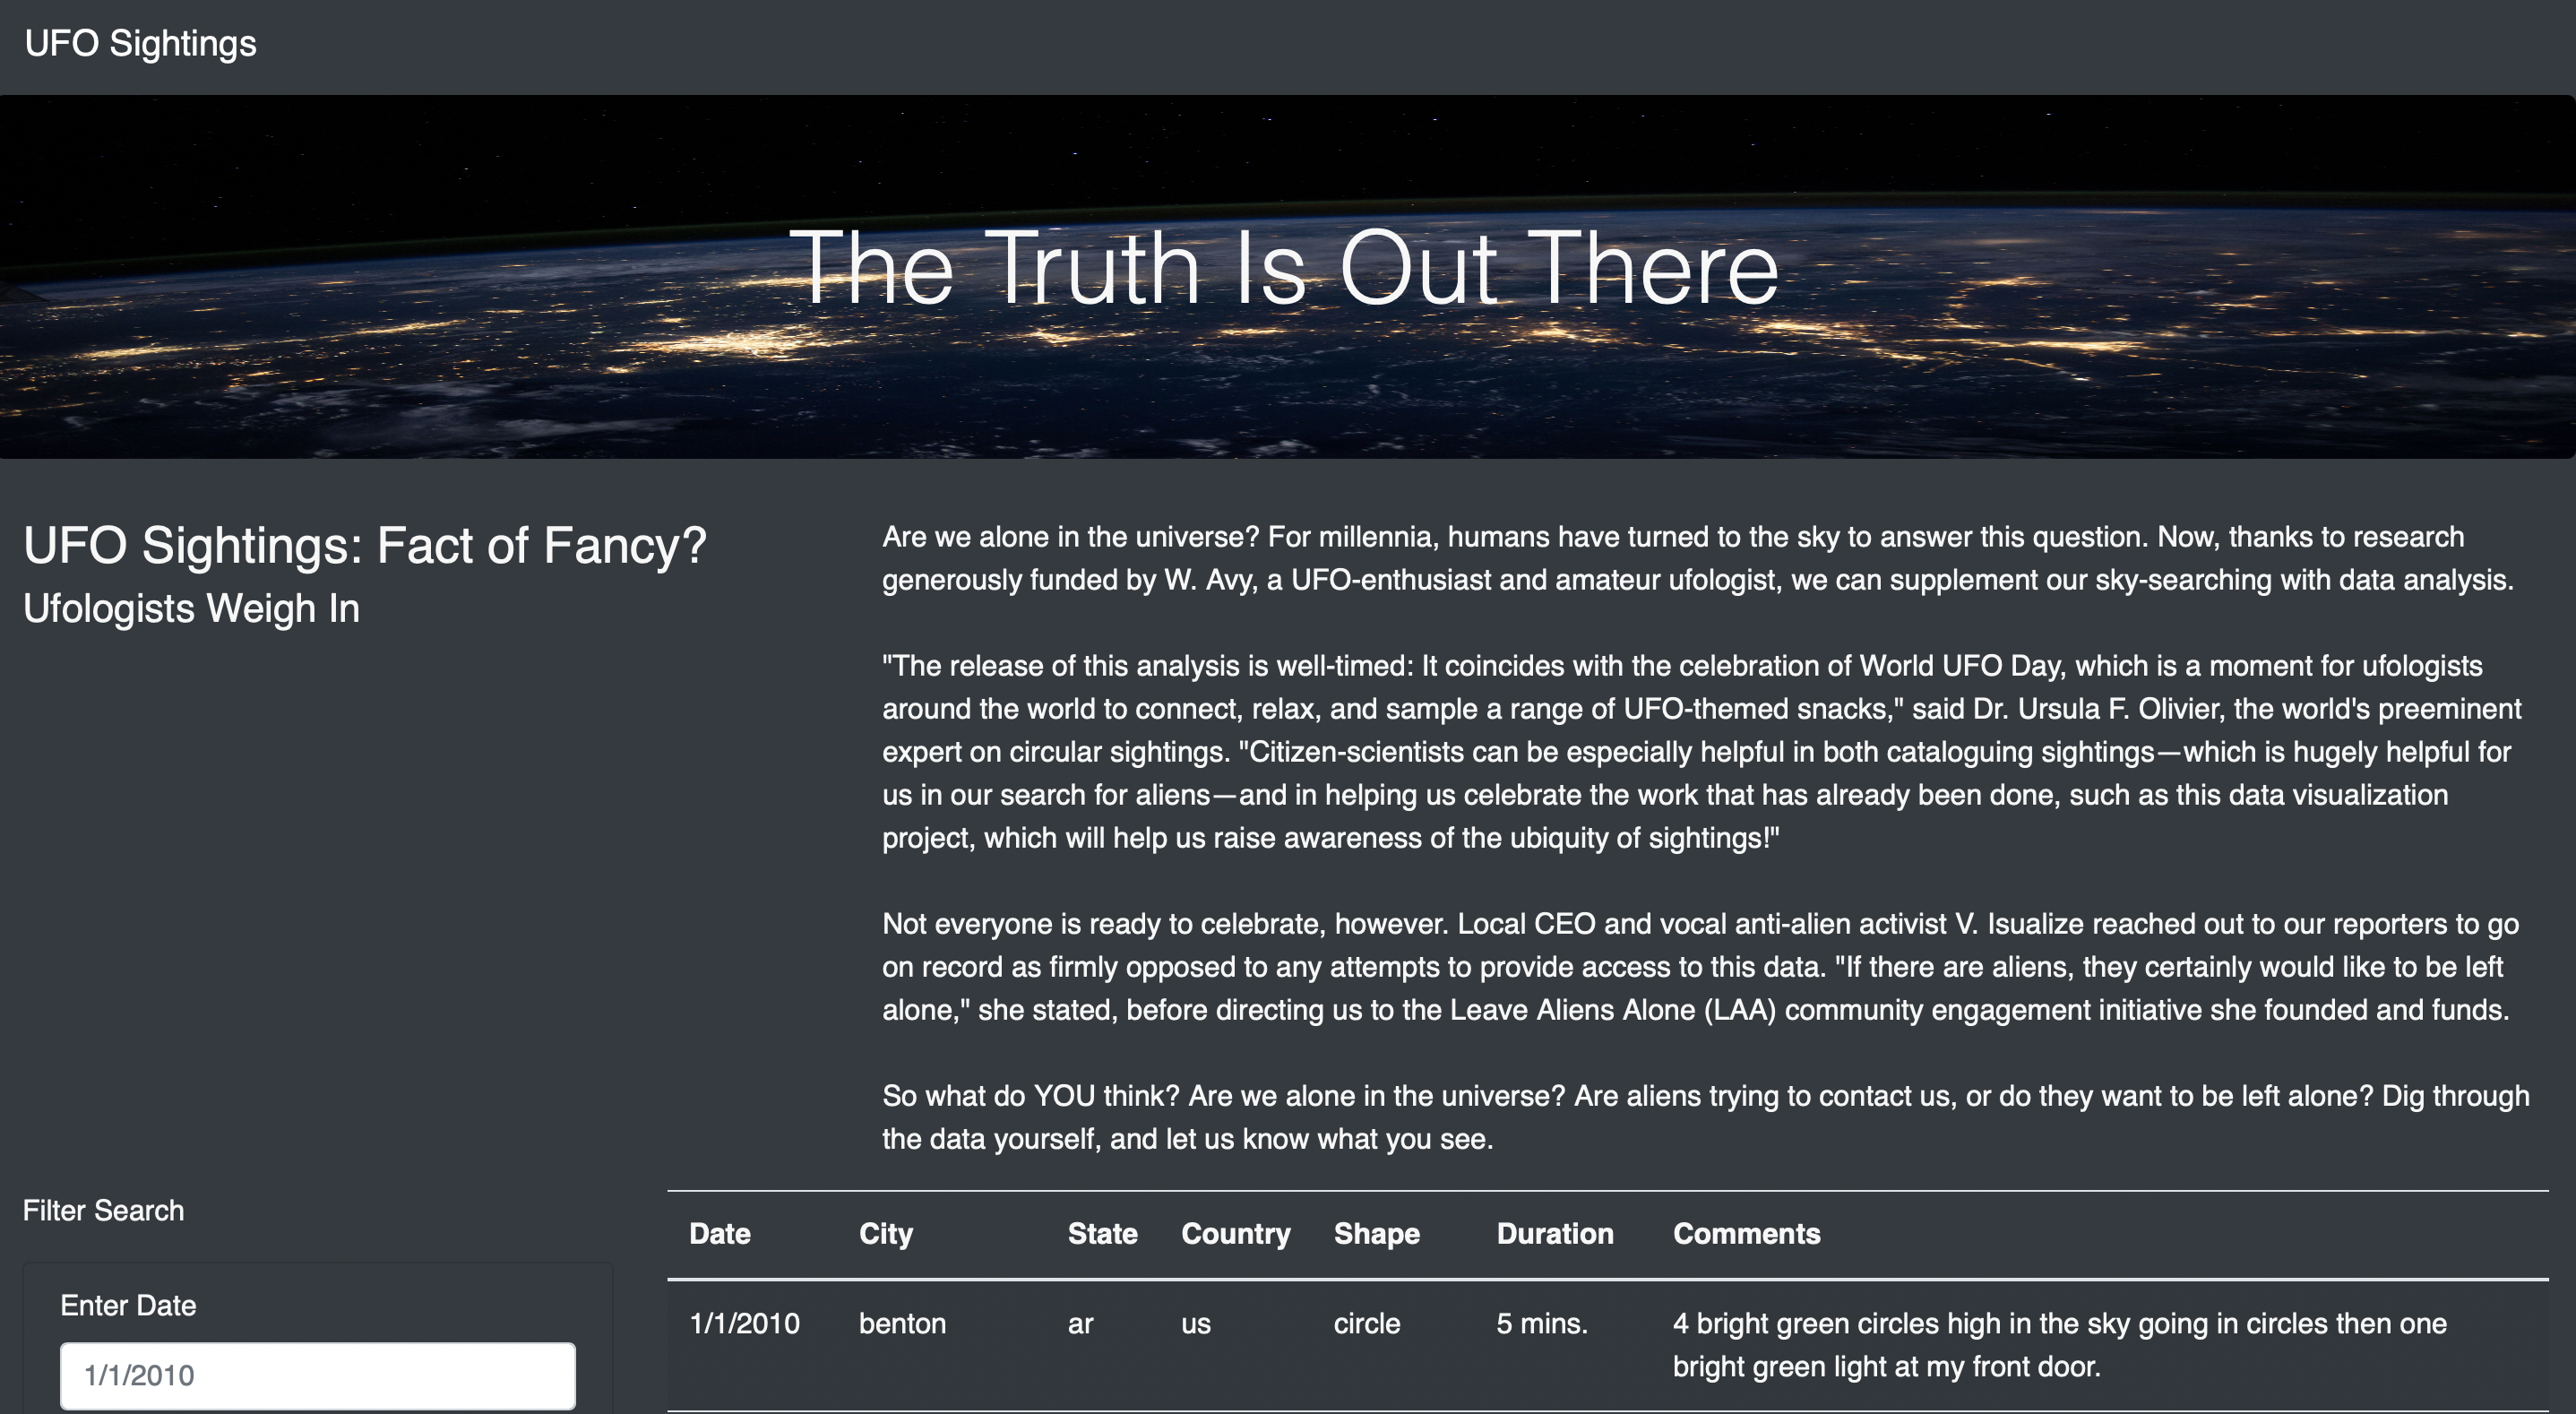 UFO Sightings
The Truth Is Out There
UFO Sightings: Fact of Fancy?
Ufologists Weigh In
Are we alone in the universe? For millennia, humans have turned to the sky to answer this question. Now, thanks to research
generously funded by W. Avy, a UFO-enthusiast and amateur ufologist, we can supplement our sky-searching with data analysis.
"The release of this analysis is well-timed: It coincides with the celebration of World UFO Day, which is a moment for ufologists
around the world to connect, relax, and sample a range of UFO-themed snacks," said Dr. Ursula F. Olivier, the world's preeminent
expert on circular sightings. "Citizen-scientists can be especially helpful in both cataloguing sightings—which is hugely helpful for
us in our search for aliens—and in helping us celebrate the work that has already been done, such as this data visualization
project, which will help us raise awareness of the ubiquity of sightings!"
Not everyone is ready to celebrate, however. Local CEO and vocal anti-alien activist V. Isualize reached out to our reporters to go
on record as firmly opposed to any attempts to provide access to this data. "If there are aliens, they certainly would like to be left
alone," she stated, before directing us to the Leave Aliens Alone (LAA) community engagement initiative she founded and funds.
So what do YOU think? Are we alone in the universe? Are aliens trying to contact us, or do they want to be left alone? Dig through
the data yourself, and let us know what you see.
Filter Search
Enter Date
1/1/2010
Date City State Country Shape Duration Comments
1/1/2010 benton ar us circle 5 mins. 4 bright green circles high in the sky going in circles then one
bright green light at my front door.